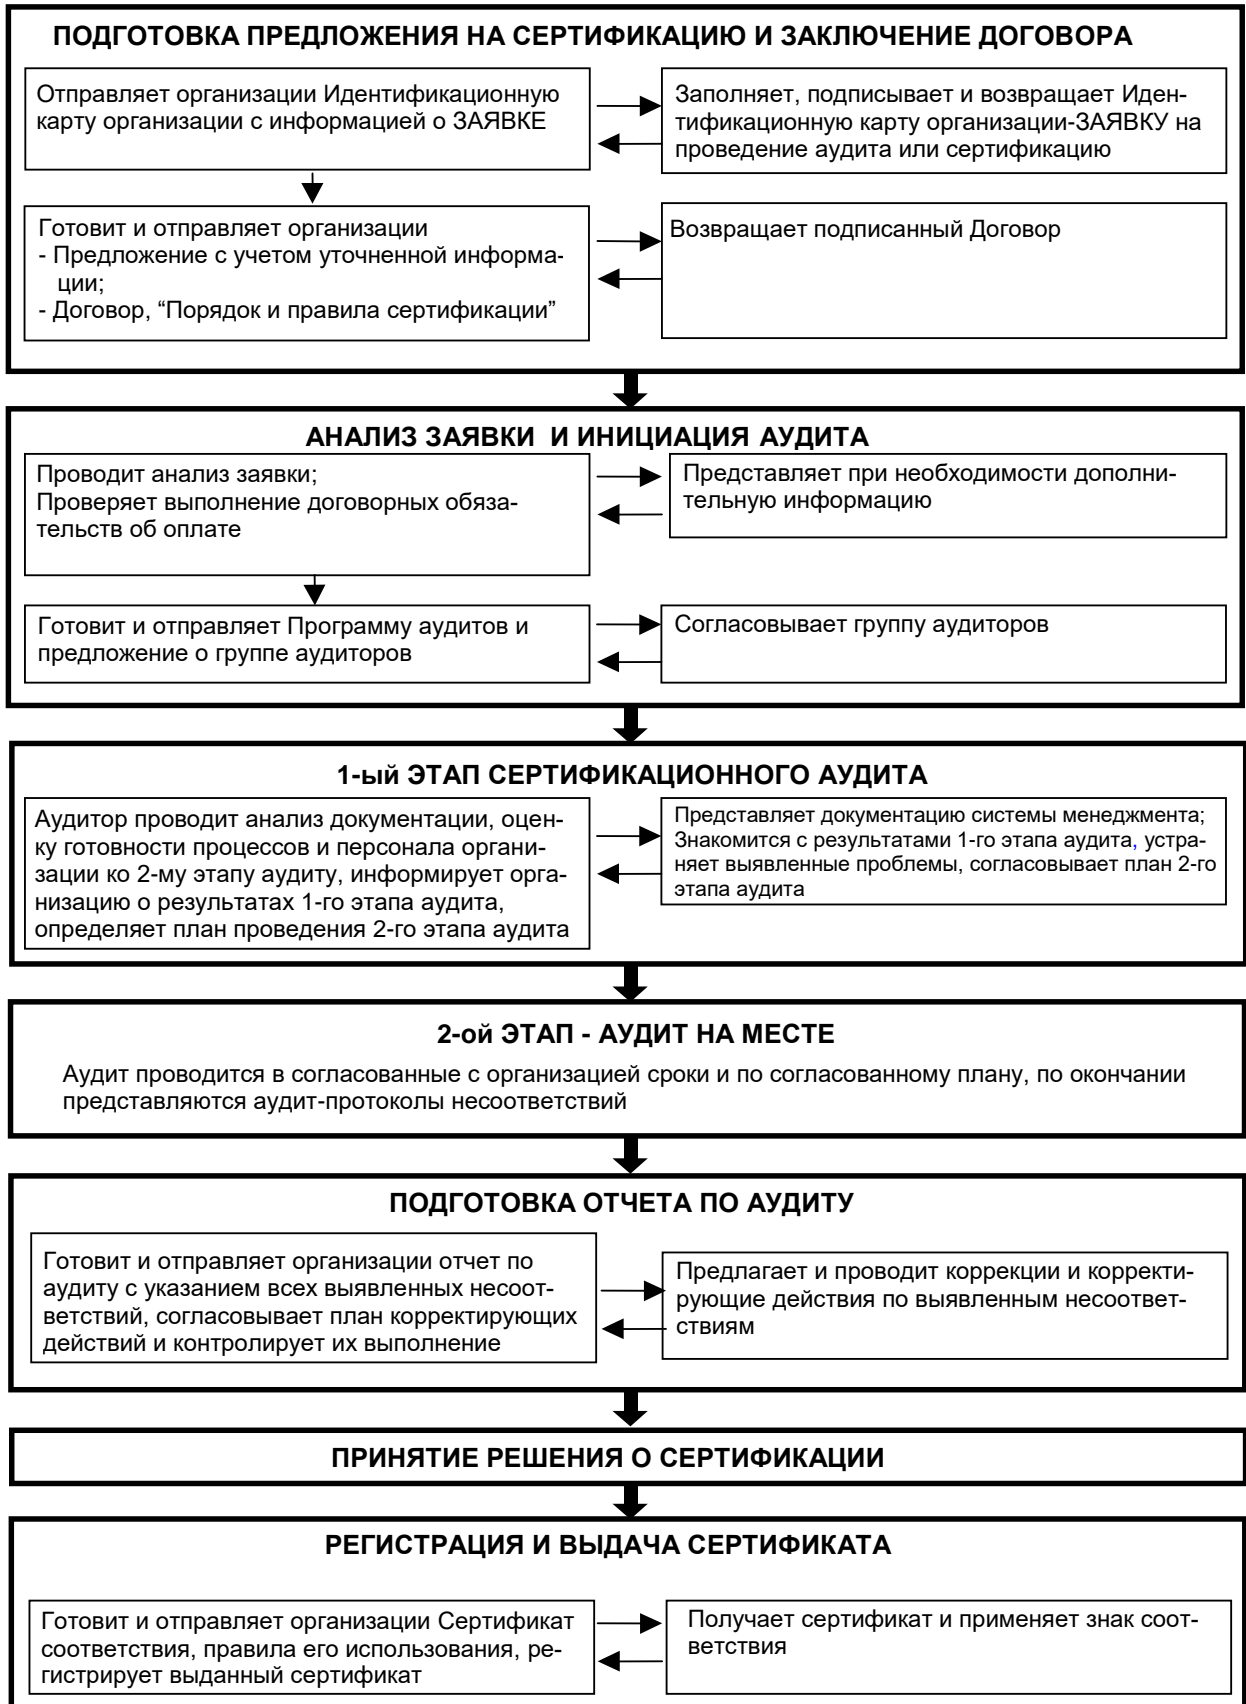 ПОДГОТОВКА ПРЕДЛОЖЕНИЯ НА СЕРТИФИКАЦИЮ И ЗАКЛЮЧЕНИЕ ДОГОВОРА
Отправляет организации Идентификационную
карту организации с информацией о ЗАЯВКЕ
Заполняет, подписывает и возвращает Иден-
тификационную карту организации-ЗАЯВКУ на
проведение аудита или сертификацию
Готовит и отправляет организации
- Предложение с учетом уточненной информа-
ции;
- Договор, “Порядок и правила сертификации”
Возвращает подписанный Договор
АНАЛИЗ ЗАЯВКИ И ИНИЦИАЦИЯ АУДИТА
Проводит анализ заявки;
Проверяет выполнение договорных обяза-
тельств об оплате
Представляет при необходимости дополни-
тельную информацию
Готовит и отправляет Программу аудитов и
предложение о группе аудиторов
Согласовывает группу аудиторов
1-ый ЭТАП СЕРТИФИКАЦИОННОГО АУДИТА
Аудитор проводит анализ документации, оцен-
ку готовности процессов и персонала органи-
зации ко 2-му этапу аудиту, информирует орга-
низацию о результатах 1-го этапа аудита,
определяет план проведения 2-го этапа аудита
Представляет документацию системы менеджмента;
Знакомится с результатами 1-го этапа аудита, устра-
няет выявленные проблемы, согласовывает план 2-го
этапа аудита
2-ой ЭТАП - АУДИТ НА МЕСТЕ
Аудит проводится в согласованные с организацией сроки и по согласованному плану, по окончании
представляются аудит-протоколы несоответствий
ПОДГОТОВКА ОТЧЕТА ПО АУДИТУ
Готовит и отправляет организации отчет по
аудиту с указанием всех выявленных несоот-
ветствий, согласовывает план корректирующих
действий и контролирует их выполнение
Предлагает и проводит коррекции и корректи-
рующие действия по выявленным несоответ-
ствиям
ПРИНЯТИЕ РЕШЕНИЯ О СЕРТИФИКАЦИИ
РЕГИСТРАЦИЯ И ВЫДАЧА СЕРТИФИКАТА
Готовит и отправляет организации Сертификат
соответствия, правила его использования, ре-
гистрирует выданный сертификат
Получает сертификат и применяет знак соот-
ветствия